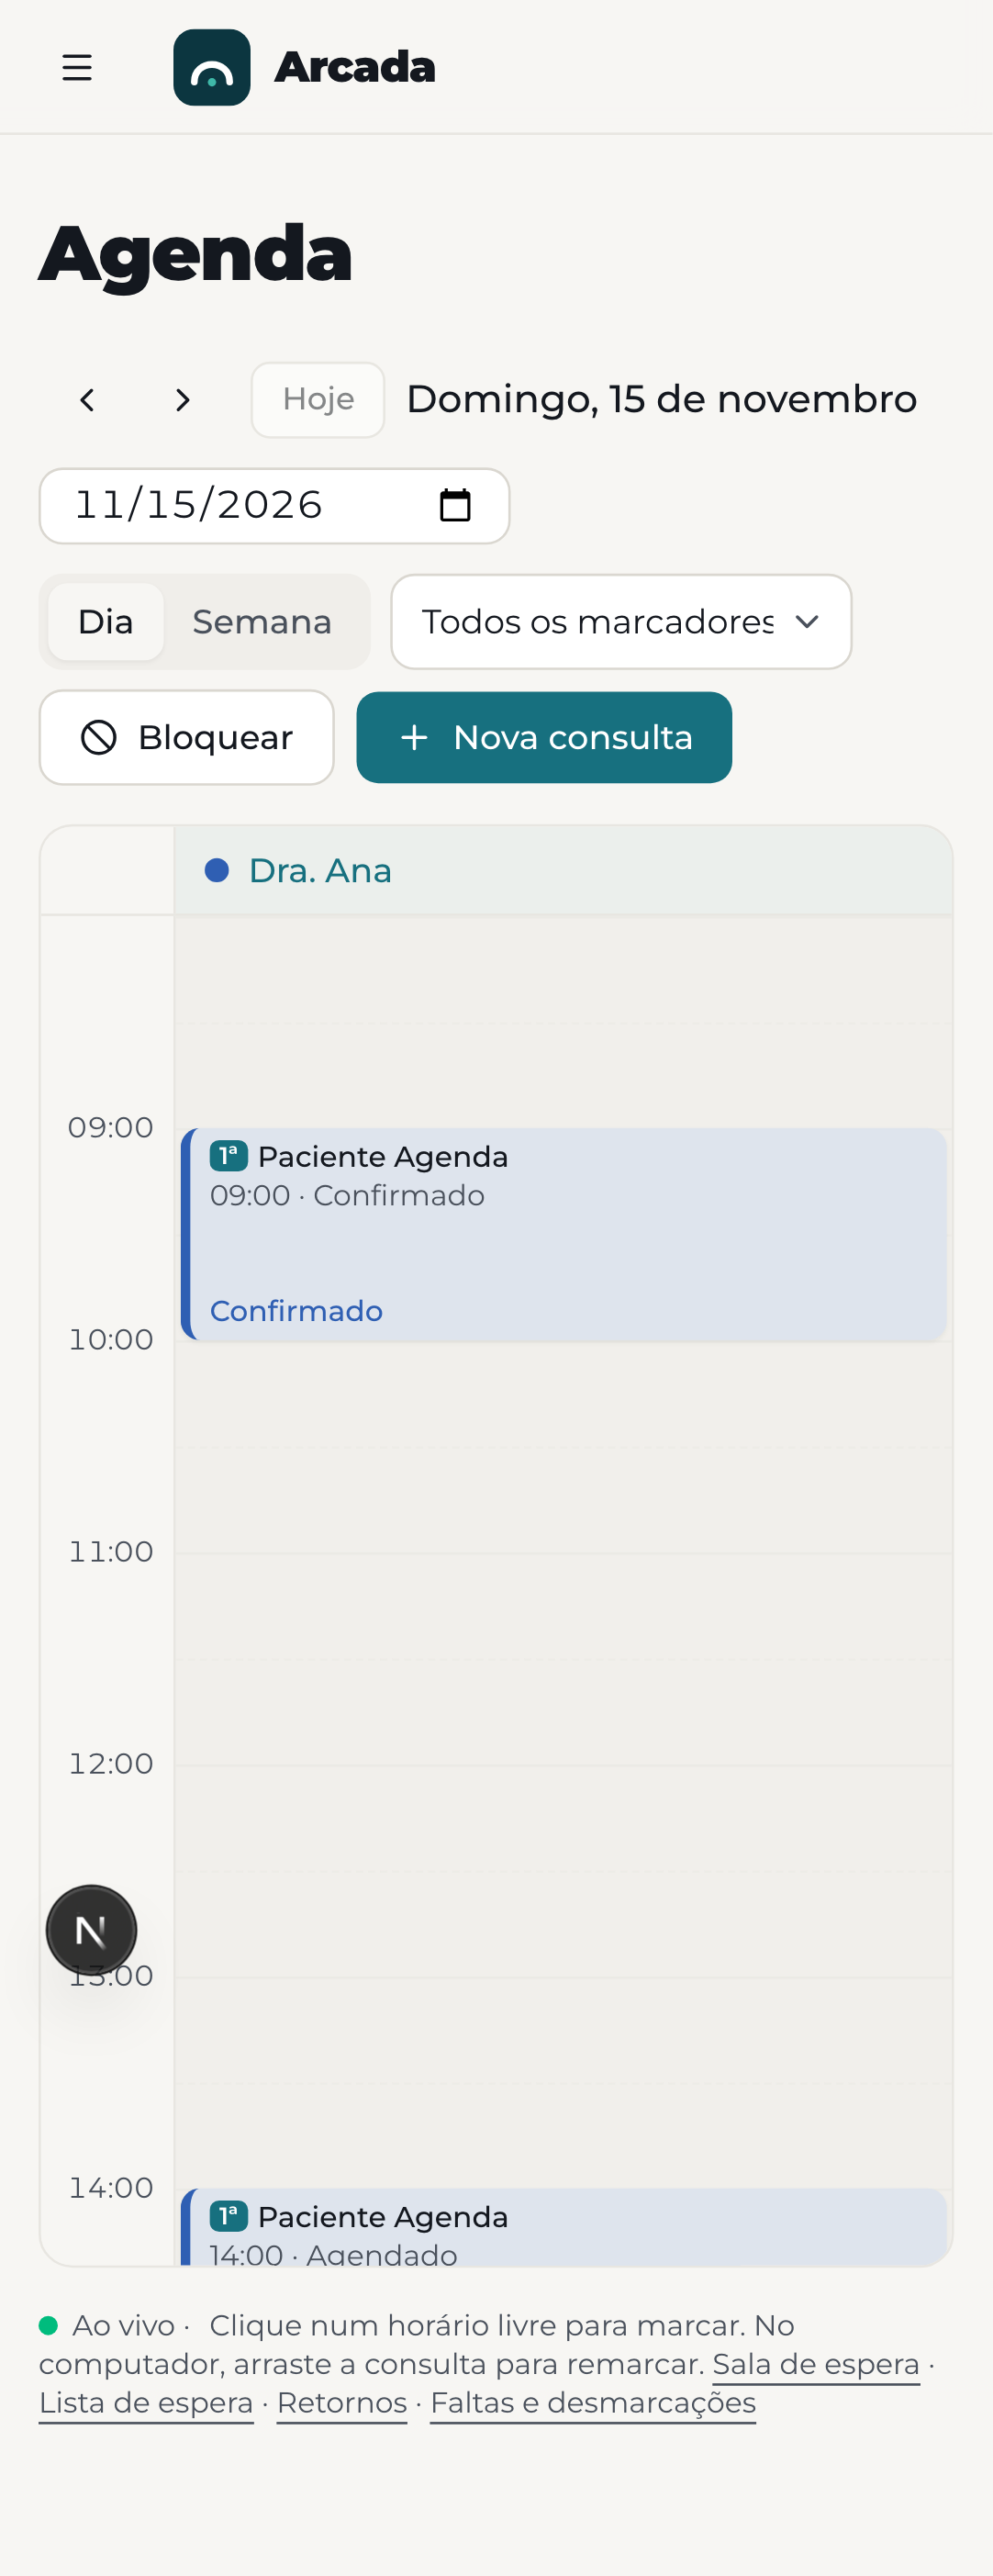 Arcada
Agenda
Hoje
Domingo, 15 de novembro
11/15/2026
Dia
Semana
Todos os marcadores
Bloquear
Nova consulta
Dra. Ana
09:00
1ª Paciente Agenda
09:00 · Confirmado
Confirmado
10:00
11:00
12:00
N
13:00
14:00
1ª Paciente Agenda
14:00 · Agendado
Ao vivo · Clique num horário livre para marcar. No
computador, arraste a consulta para remarcar. Sala de espera ·
Lista de espera · Retornos · Faltas e desmarcações